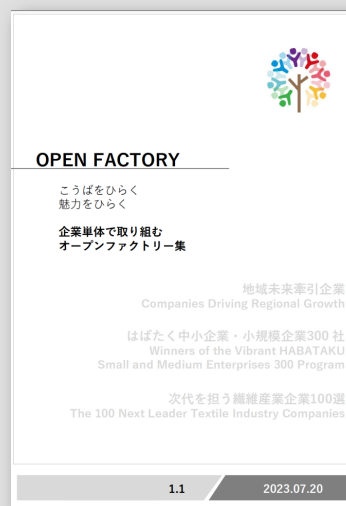 OPEN FACTORY
こうばをひらく
魅力をひらく
企業単体で取り組む
オープンファクトリー集
地域未来牽引企業
Companies Driving Regional Growth
はばたく中小企業・小規模企業300 社
Winners of the Vibrant HABATAKU
Small and Medium Enterprises 300 Program
次代を担う繊維産業企業100選
The 100 Next Leader Textile Industry Companies
1.1
2023.07.20